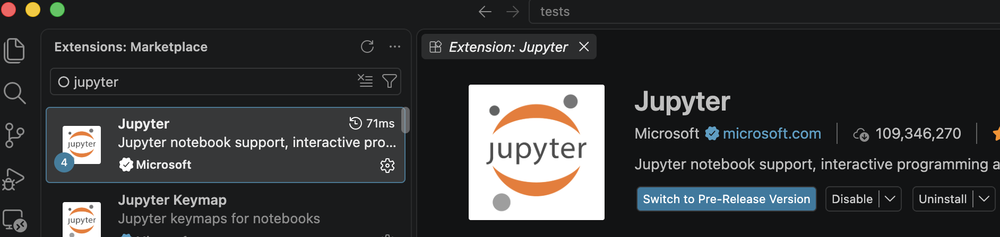 tests
Extensions: Marketplace
jupyter
Jupyter
71ms
Jupyter notebook support, interactive pro...
Microsoft
4
jupyter
Jupyter Keymap
Jupyter keymaps for notebooks
jupyter
Extension: Jupyter
jupyter
Jupyter
Microsoft microsoft.com 109,346,270
Jupyter notebook support, interactive programming a
Switch to Pre-Release Version Disable Uninstall